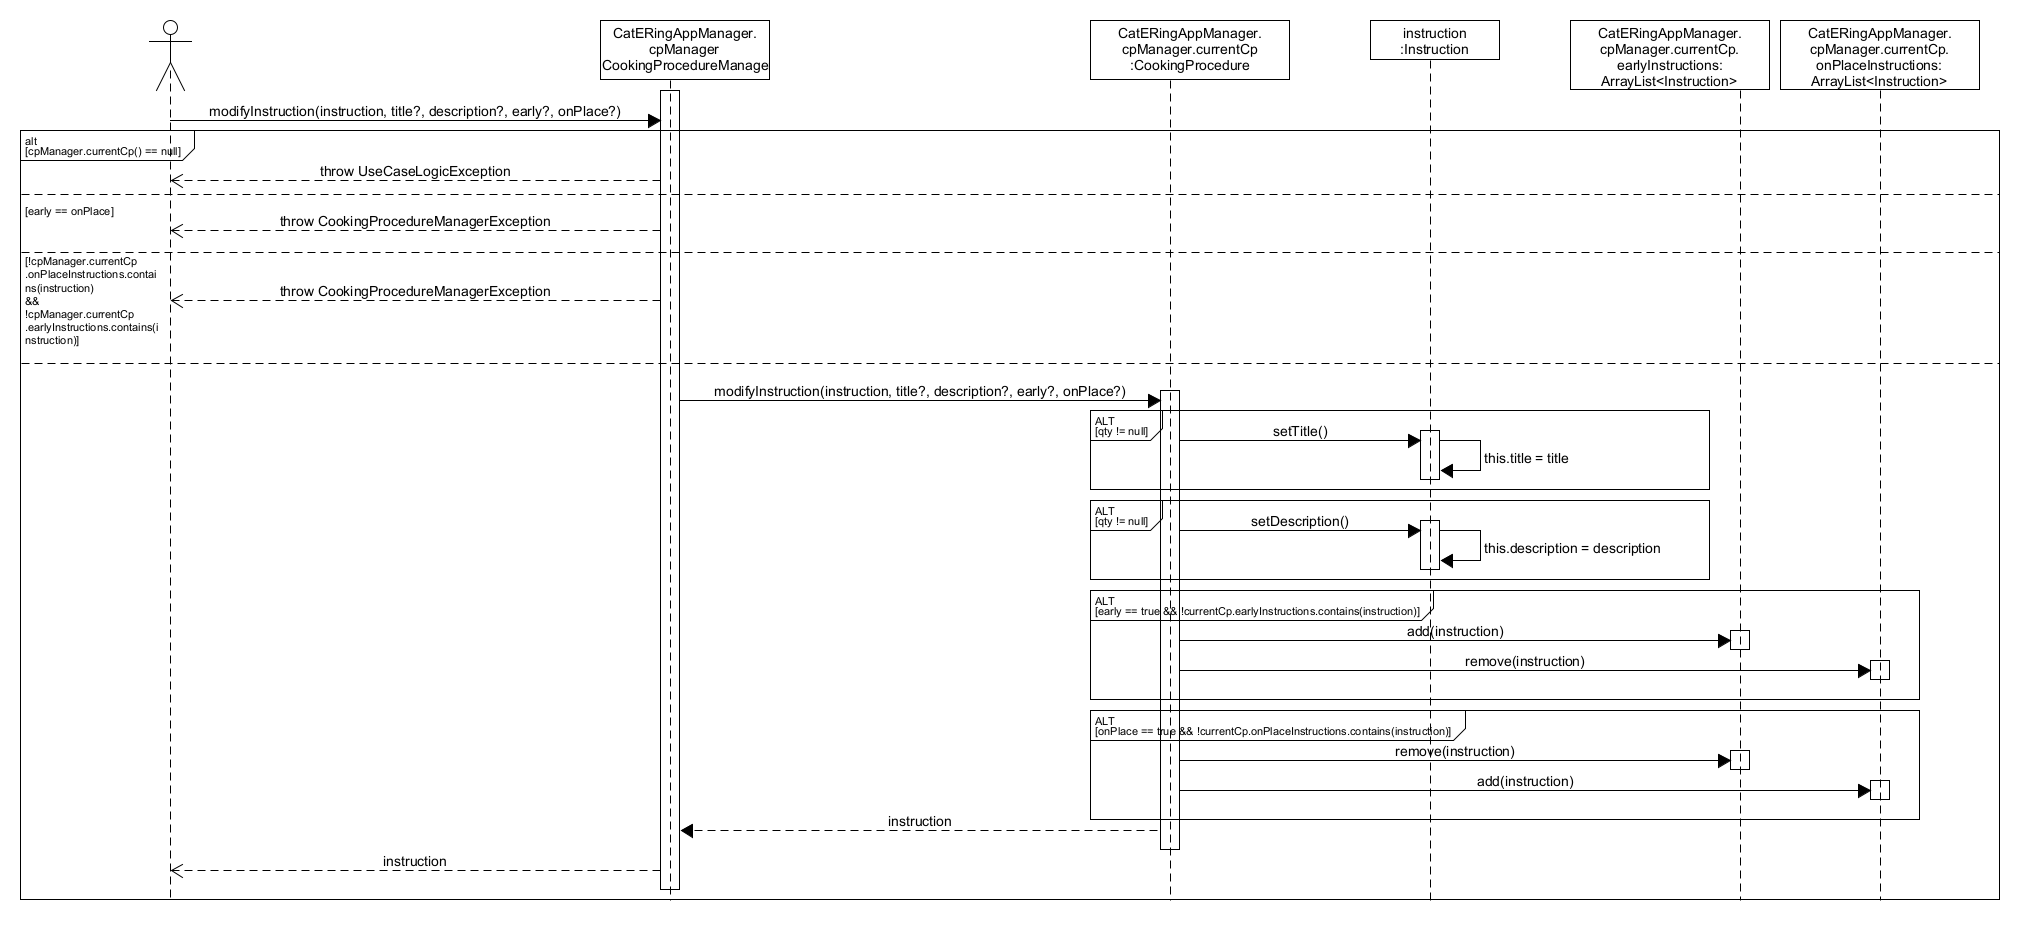 CatERingAppManager.
cpManager
CookingProcedureManage
CatERingAppManager.
cpManager.currentCp
:CookingProcedure
instruction
:Instruction
CatERingAppManager.
cpManager.currentCp.
earlyInstructions:
ArrayList<Instruction>
CatERingAppManager.
cpManager.currentCp.
onPlaceInstructions:
ArrayList<Instruction>
modifyInstruction(instruction, title?, description?, early?, onPlace?)
alt
[cpManager.currentCp() == null]
throw UseCaseLogicException
[early == onPlace]
throw CookingProcedureManagerException
[!cpManager.currentCp
.onPlaceInstructions.contai
ns(instruction)
&&
!cpManager.currentCp
.earlyInstructions.contains(i
nstruction)]
throw CookingProcedureManagerException
modifyInstruction(instruction, title?, description?, early?, onPlace?)
ALT
[qty != null]
setTitle()
this.title = title
ALT
[qty != null]
setDescription()
this.description = description
ALT
[early == true && !currentCp.earlyInstructions.contains(instruction)]
add(instruction)
remove(instruction)
ALT
[onPlace == true && !currentCp.onPlaceInstructions.contains(instruction)]
remove(instruction)
add(instruction)
instruction
instruction